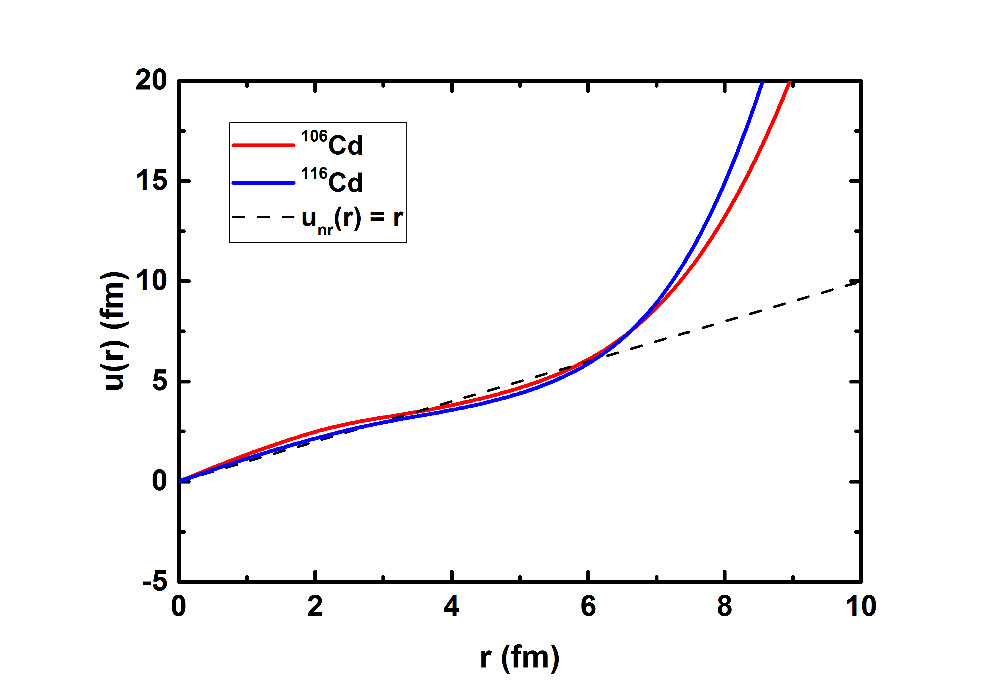 20
15
10
5
0
-5
u(r) (fm)
¹⁰⁶Cd
¹¹⁶Cd
uₙᵣ(r) = r
0 2 4 6 8 10
r (fm)